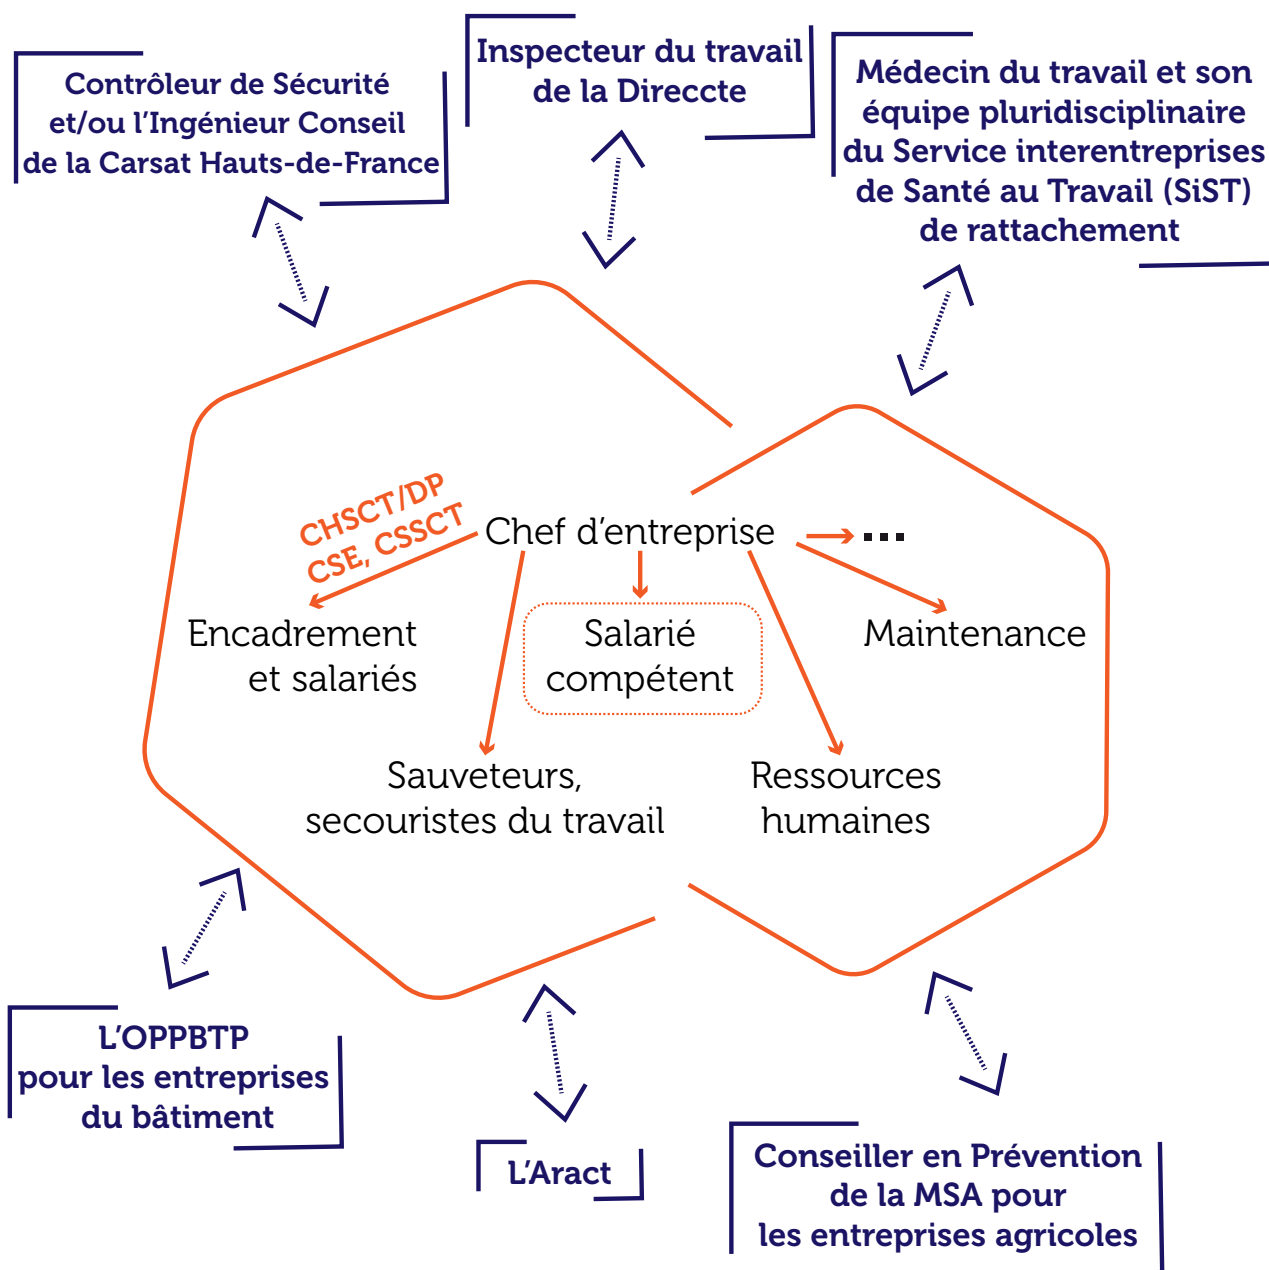 Contrôleur de Sécurité
et/ou l'Ingénieur Conseil
de la Carsat Hauts-de-France
Inspecteur du travail
de la Direccte
Médecin du travail et son
équipe pluridisciplinaire
du Service interentreprises
de Santé au Travail (SiST)
de rattachement
CHSCT/DP
CSE, CSSCT
Chef d'entreprise
...
Encadrement
et salariés
Salarié
compétent
Maintenance
Sauveteurs,
secouristes du travail
Ressources
humaines
L'OPPBTP
pour les entreprises
du bâtiment
L'Aract
Conseiller en Prévention
de la MSA pour
les entreprises agricoles